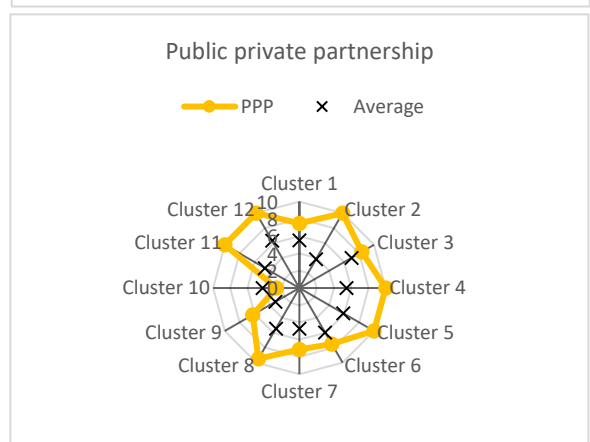 Public private partnership
PPP
Average
Cluster 1
Cluster 2
Cluster 3
Cluster 4
Cluster 5
Cluster 6
Cluster 7
Cluster 8
Cluster 9
Cluster 10
Cluster 11
Cluster 12
10
8
6
4
2
0